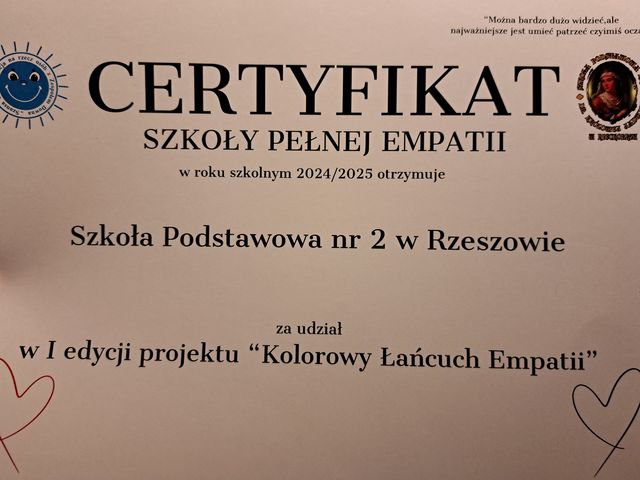 "Można bardzo dużo widzieć,ale
najważniejsze jest umieć patrzeć czyimiś
CERTYFIKAT
SZKOŁY PEŁNEJ EMPATII
w roku szkolnym 2024/2025 otrzymuje
Szkoła Podstawowa nr 2 w Rzeszowie
za udział
w I edycji projektu “Kolorowy Łańcuch Empatii”